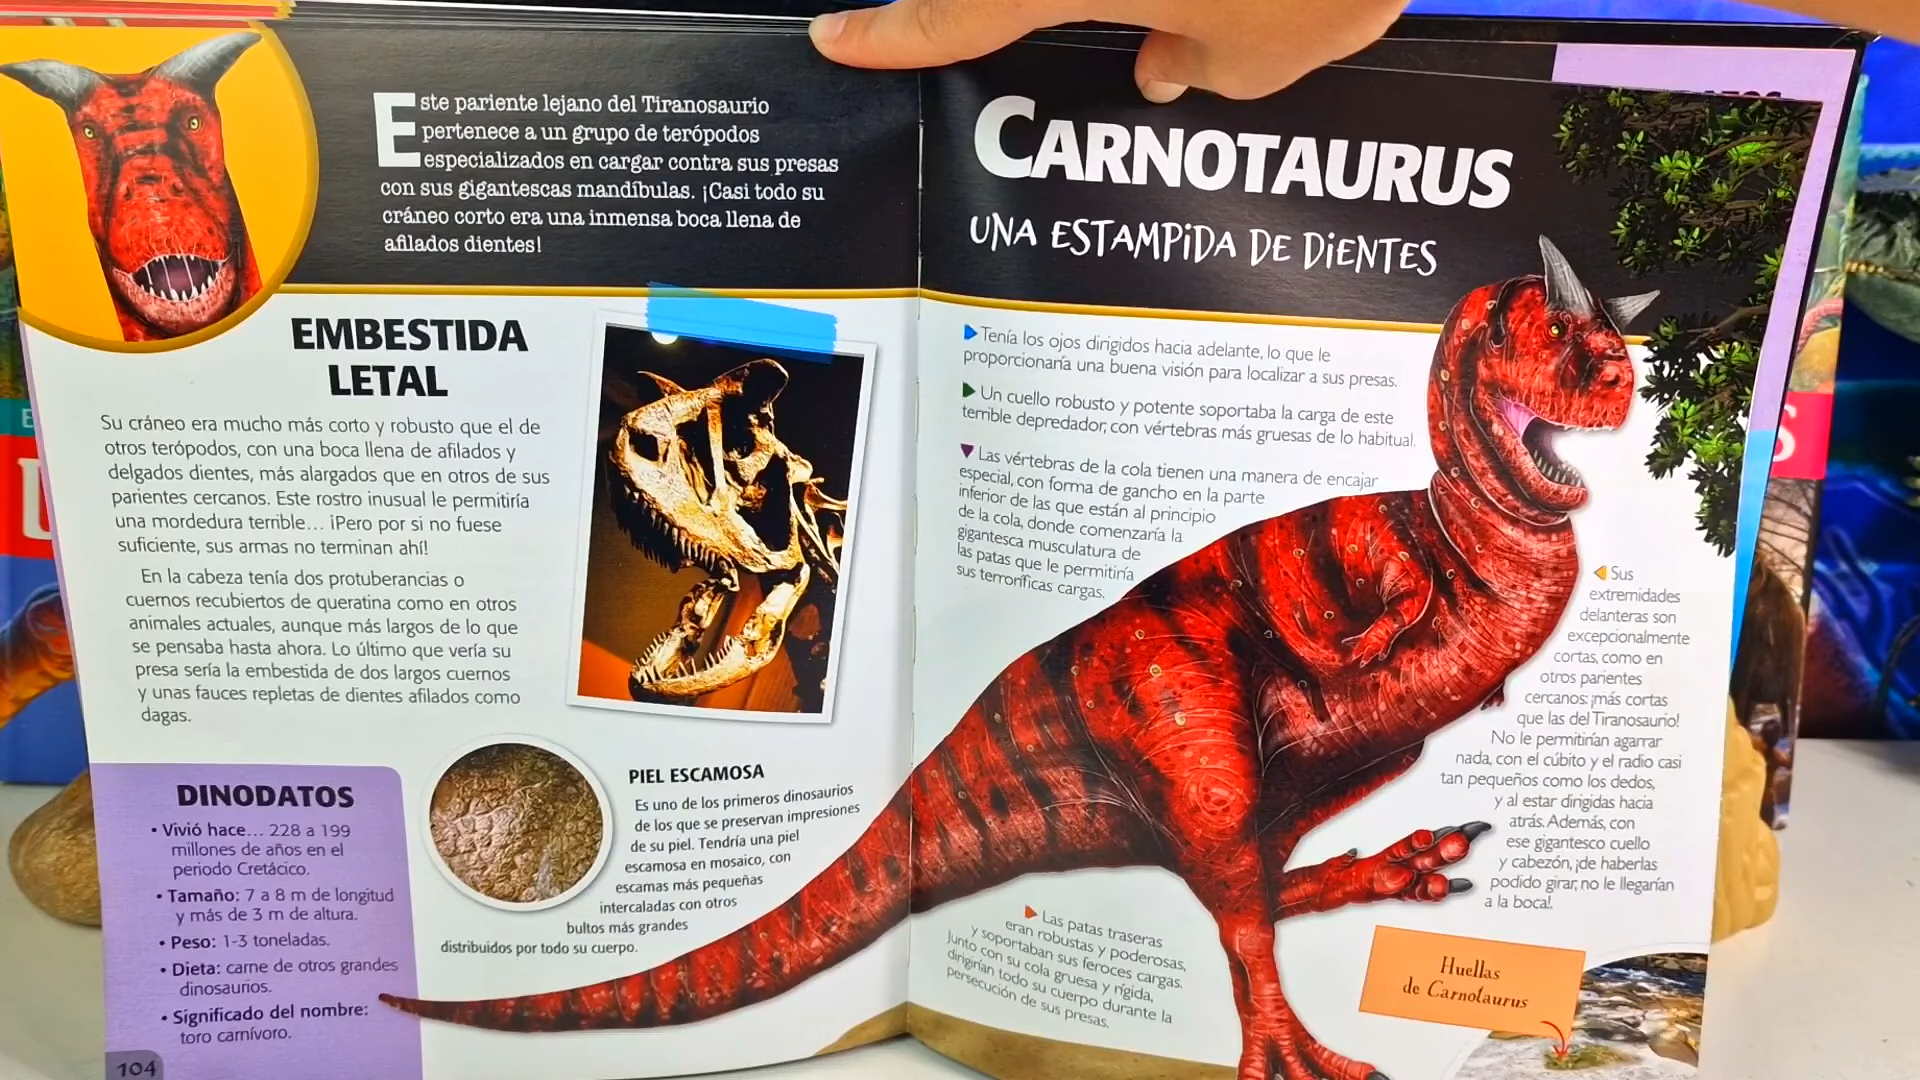 Este pariente lejano del Tiranosaurio
pertenece a un grupo de terópodos
especializados en cargar contra sus presas
con sus gigantescas mandíbulas. ¡Casi todo su
cráneo corto era una inmensa boca llena de
afilados dientes!
EMBESTIDA
LETAL
Su cráneo era mucho más corto y robusto que el de
otros terópodos, con una boca llena de afilados y
delgados dientes, más alargados que en otros de sus
parientes cercanos. Este rostro inusual le permitiría
una mordedura terrible... ¡Pero por si no fuese
suficiente, sus armas no terminan ahí!
En la cabeza tenía dos protuberancias o
cuernos recubiertos de queratina como en otros
animales actuales, aunque más largos de lo que
se pensaba hasta ahora. Lo último que vería su
presa sería la embestida de dos largos cuernos
y unas fauces repletas de dientes afilados como
dagas.
DINODATOS
• Vivió hace... 228 a 199
millones de años en el
periodo Cretácico.
• Tamaño: 7 a 8 m de longitud
y más de 3 m de altura.
• Peso: 1-3 toneladas.
• Dieta: carne de otros grandes
dinosaurios.
• Significado del nombre:
toro carnívoro.
104
PIEL ESCAMOSA
Es uno de los primeros dinosaurios
de los que se preservan impresiones
de su piel. Tendría una piel
escamosa en mosaico, con
escamas más pequeñas
intercaladas con otros
bultos más grandes
distribuidos por todo su cuerpo.
CARNOTAURUS
UNA ESTAMPIDA DE DIENTES
Tenía los ojos dirigidos hacia adelante, lo que le
proporcionaría una buena visión para localizar a sus presas.
Un cuello robusto y potente soportaba la carga de este
terrible depredador, con vértebras más gruesas de lo habitual.
Las vértebras de la cola tienen una manera de encajar
especial, con forma de gancho en la parte
inferior de las que están al principio
de la cola, donde comenzaría la
gigantesca musculatura de
las patas que le permitiría
sus terroríficas cargas.
Sus
extremidades
delanteras son
excepcionalmente
cortas, como en
otros parientes
cercanos: ¡más cortas
que las del Tiranosaurio!
No le permitirían agarrar
nada, con el cúbito y el radio casi
tan pequeños como los dedos,
y al estar dirigidas hacia
atrás. Además, con
ese gigantesco cuello
y cabezón, ¡de haberlas
podido girar, no le llegarían
a la boca!.
Las patas traseras
eran robustas y poderosas,
y soportaban sus feroces cargas.
Junto con su cola gruesa y rígida,
dirigirían todo su cuerpo durante la
persecución de sus presas.
Huellas
de Carnotaurus